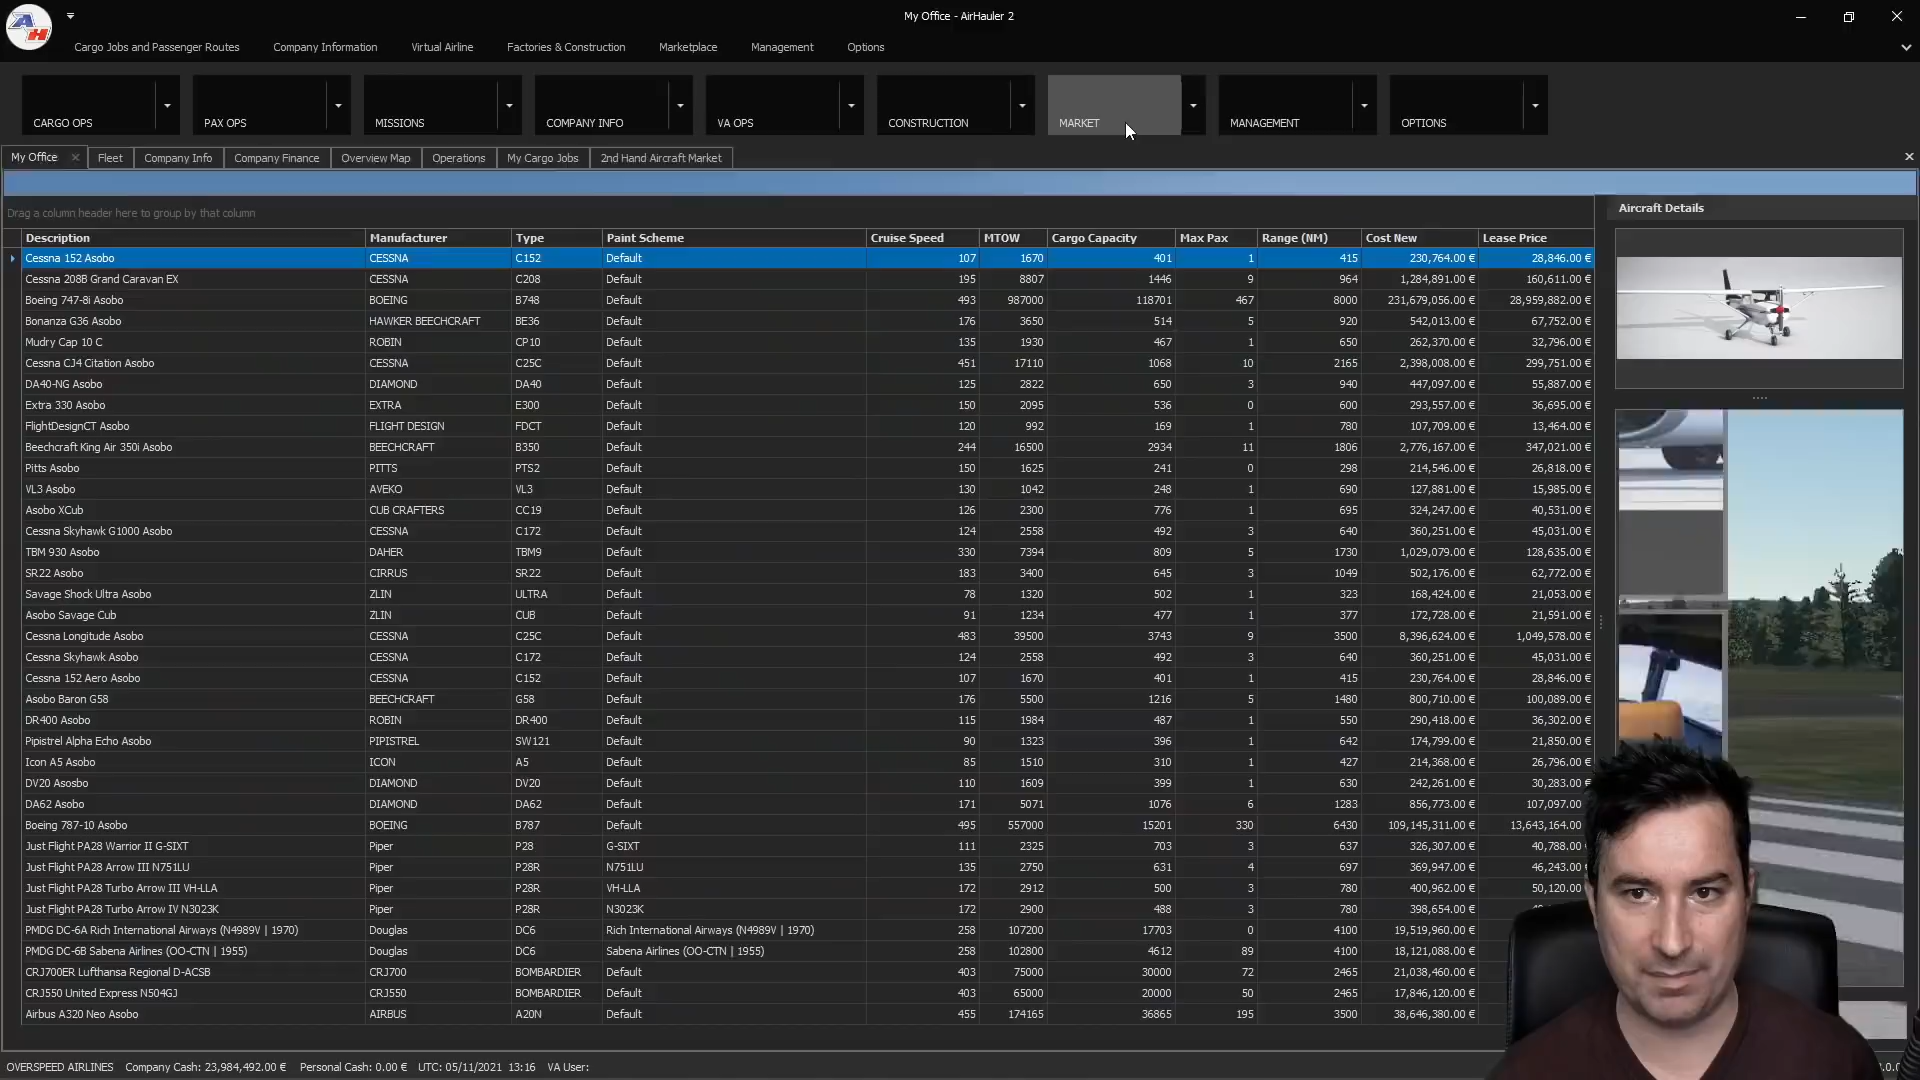 My Office - AirHauler 2
Cargo Jobs and Passenger Routes Company Information Virtual Airline Factories & Construction Marketplace Management Options
CARGO OPS PAX OPS MISSIONS COMPANY INFO VA OPS CONSTRUCTION MARKET MANAGEMENT OPTIONS
My Office Fleet Company Info Company Finance Overview Map Operations My Cargo Jobs 2nd Hand Aircraft Market
Drag a column header here to group by that column
Aircraft Details
Description Manufacturer Type Paint Scheme Cruise Speed MTOW Cargo Capacity Max Pax Range (NM) Cost New Lease Price
Cessna 152 Asobo CESSNA C152 Default 107 1670 401 1 415 230,764.00 € 28,846.00 €
Cessna 208B Grand Caravan EX CESSNA C208 Default 195 8807 1446 9 964 1,284,891.00 € 160,611.00 €
Boeing 747-8i Asobo BOEING B748 Default 493 987000 118701 467 8000 231,679,056.00 € 28,959,882.00 €
Bonanza G36 Asobo HAWKER BEECHCRAFT BE36 Default 176 3650 514 5 920 542,013.00 € 67,752.00 €
Mudry Cap 10 C ROBIN CP10 Default 135 1930 467 1 650 262,370.00 € 32,796.00 €
Cessna CJ4 Citation Asobo CESSNA C25C Default 451 17110 1068 10 2165 2,398,008.00 € 299,751.00 €
DA40-NG Asobo DIAMOND DA40 Default 125 2822 650 3 940 447,097.00 € 55,887.00 €
Extra 330 Asobo EXTRA E300 Default 150 2095 536 0 600 293,557.00 € 36,695.00 €
FlightDesignCT Asobo FLIGHT DESIGN FDCT Default 120 992 169 1 780 107,709.00 € 13,464.00 €
Beechcraft King Air 350i Asobo BEECHCRAFT B350 Default 244 16500 2934 11 1806 2,776,167.00 € 347,021.00 €
Pitts Asobo PITTS PTS2 Default 150 1625 241 0 298 214,546.00 € 26,818.00 €
VL3 Asobo AVEKO VL3 Default 130 1042 248 1 690 127,881.00 € 15,985.00 €
Asobo XCub CUB CRAFTERS CC19 Default 126 2300 776 1 695 324,247.00 € 40,531.00 €
Cessna Skyhawk G1000 Asobo CESSNA C172 Default 124 2558 492 3 640 360,251.00 € 45,031.00 €
TBM 930 Asobo DAHER TBM9 Default 330 7394 809 5 1730 1,029,079.00 € 128,635.00 €
SR22 Asobo CIRRUS SR22 Default 183 3400 645 3 1049 502,176.00 € 62,772.00 €
Savage Shock Ultra Asobo ZLIN ULTRA Default 78 1320 502 1 323 168,424.00 € 21,053.00 €
Asobo Savage Cub ZLIN CUB Default 91 1234 477 1 377 172,728.00 € 21,591.00 €
Cessna Longitude Asobo CESSNA C25C Default 483 39500 3743 9 3500 8,396,624.00 € 1,049,578.00 €
Cessna Skyhawk Asobo CESSNA C172 Default 124 2558 492 3 640 360,251.00 € 45,031.00 €
Cessna 152 Aero Asobo CESSNA C152 Default 107 1670 401 1 415 230,764.00 € 28,846.00 €
Asobo Baron G58 BEECHCRAFT G58 Default 176 5500 1216 5 1480 800,710.00 € 100,089.00 €
DR400 Asobo ROBIN DR400 Default 115 1984 487 1 550 290,418.00 € 36,302.00 €
Pipistrel Alpha Echo Asobo PIPISTREL SW121 Default 90 1323 396 1 642 174,799.00 € 21,850.00 €
Icon A5 Asobo ICON A5 Default 85 1510 310 1 427 214,368.00 € 26,796.00 €
DV20 Asosbo DIAMOND DV20 Default 110 1609 399 1 630 242,261.00 € 30,283.00 €
DA62 Asobo DIAMOND DA62 Default 171 5071 1076 6 1283 856,773.00 € 107,097.00 €
Boeing 787-10 Asobo BOEING B787 Default 495 557000 15201 330 6430 109,145,311.00 € 13,643,164.00
Just Flight PA28 Warrior II G-SIXT Piper P28 G-SIXT 111 2325 703 3 637 326,307.00 € 40,788.00
Just Flight PA28 Arrow III N751LU Piper P28R N751LU 135 2750 631 4 697 369,947.00 € 46,243.00
Just Flight PA28 Turbo Arrow III VH-LLA Piper P28R VH-LLA 172 2912 500 3 780 400,962.00 € 50,120.00
Just Flight PA28 Turbo Arrow IV N3023K Piper P28R N3023K 172 2900 488 3 780 398,654.00 €
PMDG DC-6A Rich International Airways (N4989V | 1970) Douglas DC6 Rich International Airways (N4989V | 1970) 258 107200 17703 0 4100 19,519,960.00 €
PMDG DC-6B Sabena Airlines (OO-CTN | 1955) Douglas DC6 Sabena Airlines (OO-CTN | 1955) 258 102800 4612 89 4100 18,121,088.00 €
CRJ700ER Lufthansa Regional D-ACSB CRJ700 BOMBARDIER Default 403 75000 30000 72 2465 21,038,460.00 €
CRJ550 United Express N504GJ CRJ550 BOMBARDIER Default 403 65000 20000 50 2465 17,846,120.00 €
Airbus A320 Neo Asobo AIRBUS A20N Default 455 174165 36865 195 3500 38,646,380.00 €
OVERSPEED AIRLINES Company Cash: 23,984,492.00 € Personal Cash: 0.00 € UTC: 05/11/2021 13:16 VA User: